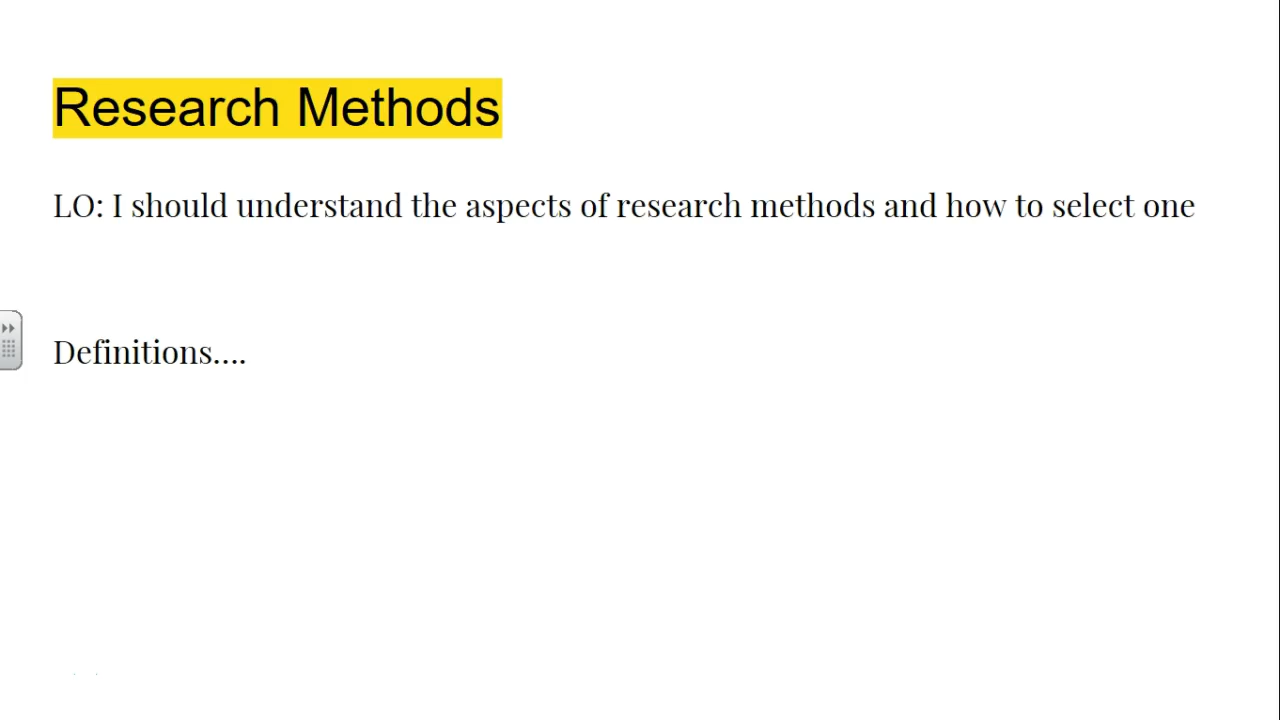 Research Methods
LO: I should understand the aspects of research methods and how to select one
Definitions....